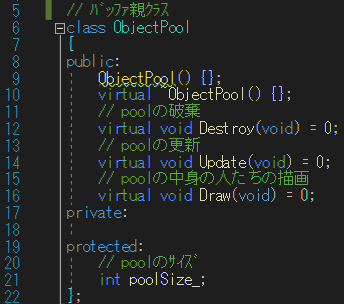 5 // ﾊﾞｯﾌｧ親ｸﾗｽ
6 class ObjectPool
7 {
8 public:
9 ObjectPool() {};
10 virtual  ObjectPool() {};
11 // poolの破棄
12 virtual void Destroy(void) = 0;
13 // poolの更新
14 virtual void Update(void) = 0;
15 // poolの中身の人たちの描画
16 virtual void Draw(void) = 0;
17 private:
18
19 protected:
20 // poolのｻｲｽﾞ
21 int poolSize_;
22 };